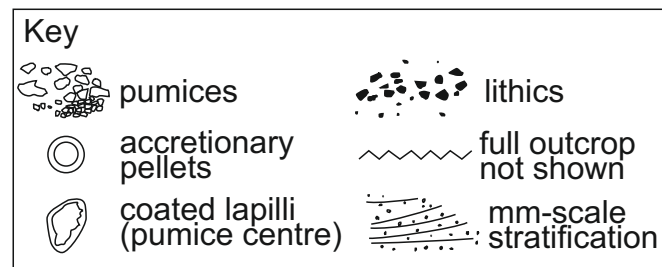 Key
pumices
lithics
accretionary
pellets
full outcrop
not shown
coated lapilli
(pumice centre)
mm-scale
stratification